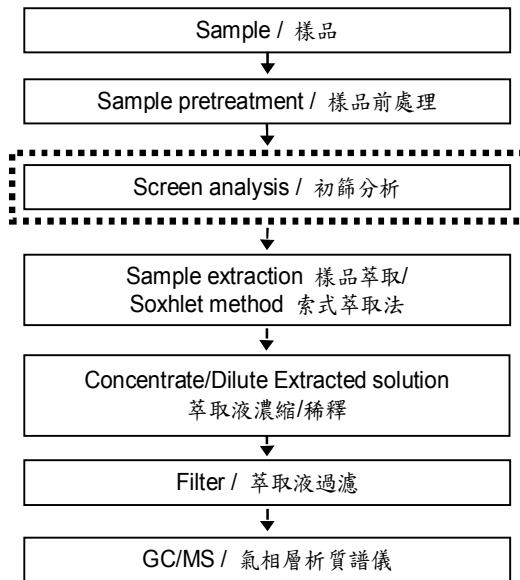 Sample / 樣品
Sample pretreatment / 樣品前處理
Screen analysis / 初篩分析
Sample extraction 樣品萃取/
Soxhlet method 索式萃取法
Concentrate/Dilute Extracted solution
萃取液濃縮/稀釋
Filter / 萃取液過濾
GC/MS / 氣相層析質譜儀